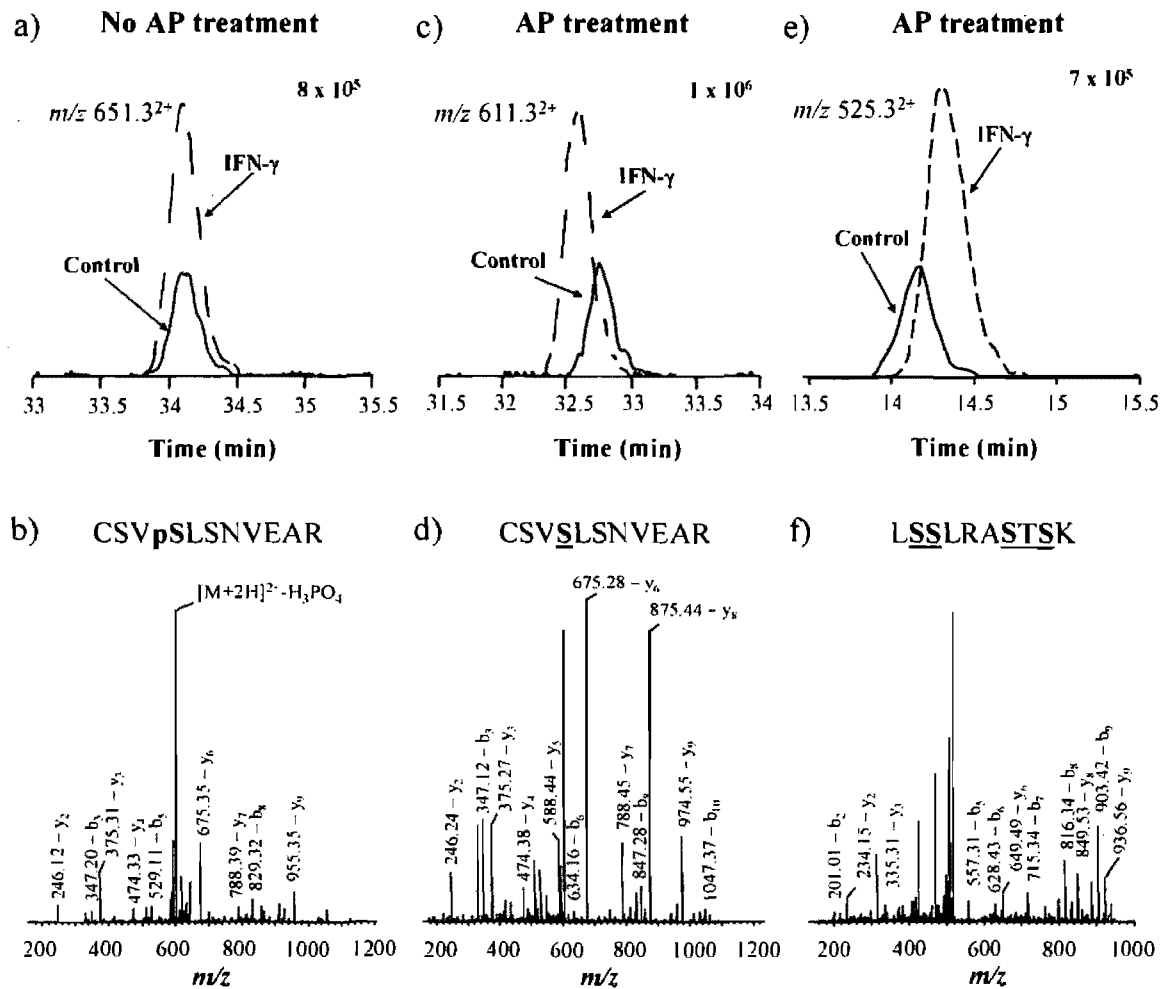 a) No AP treatment
8 x 10⁵
m/z 651.3²⁺
IFN-γ
Control
33 33.5 34 34.5 35 35.5
Time (min)
c) AP treatment
1 x 10⁶
m/z 611.3²⁺
IFN-γ
Control
31.5 32 32.5 33 33.5 34
Time (min)
e) AP treatment
7 x 10⁵
m/z 525.3²⁺
IFN-γ
Control
13.5 14 14.5 15 15.5
Time (min)
b) CSVpSLSNVEAR
[M+2H]²⁺-H₃PO₄
246.12 – y₂
347.20 – b₃
375.31 – y₃
474.33 – y₄
529.11 – b₅
675.35 – y₆
788.39 – y₇
829.32 – b₈
955.35 – y₉
200 400 600 800 1000 1200
m/z
d) CSVSLSNVEAR
675.28 – y₆
875.44 – y₈
246.24 – y₂
347.12 – b₃
375.27 – y₃
474.38 – y₄
588.44 – y₅
634.16 – b₆
788.45 – y₇
847.28 – b₈
974.55 – y₉
1047.37 – b₁₀
200 400 600 800 1000 1200
m/z
f) LSSLRASTSK
201.01 – b₂
234.15 – y₂
335.31 – y₃
557.31 – b₅
628.43 – b₆
649.49 – y₆
715.34 – b₇
816.34 – b₈
849.53 – y₈
903.42 – b₉
936.56 – y₉
200 400 600 800 1000
m/z